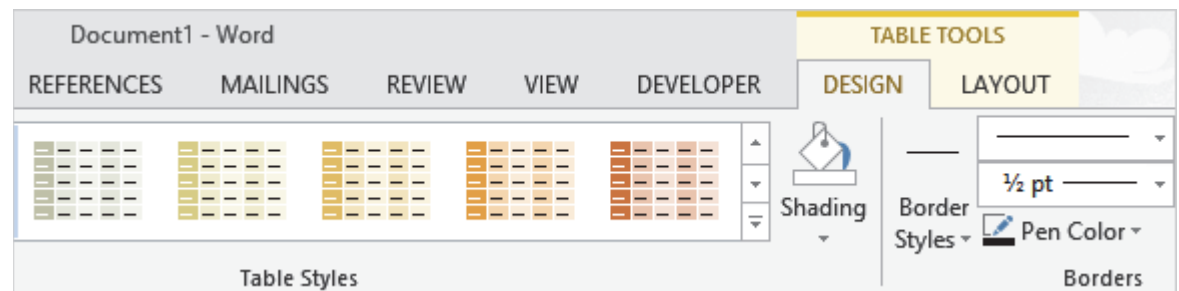 Document1 - Word
TABLE TOOLS
REFERENCES MAILINGS REVIEW VIEW DEVELOPER DESIGN LAYOUT
½ pt
Shading
Border
Styles
Pen Color
Table Styles
Borders